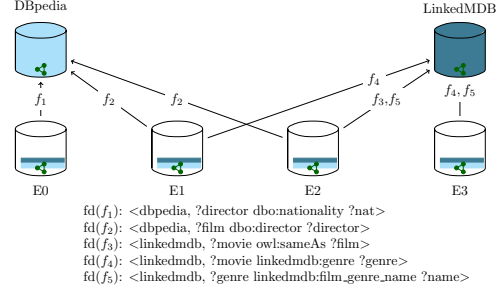 DBpedia
LinkedMDB
f1
f2
f2
f4
f3,f5
f4, f5
E0
E1
E2
E3
fd(f1): <dbpedia, ?director dbo:nationality ?nat>
fd(f2): <dbpedia, ?film dbo:director ?director>
fd(f3): <linkedmdb, ?movie owl:sameAs ?film>
fd(f4): <linkedmdb, ?movie linkedmdb:genre ?genre>
fd(f5): <linkedmdb, ?genre linkedmdb:film_genre_name ?name>